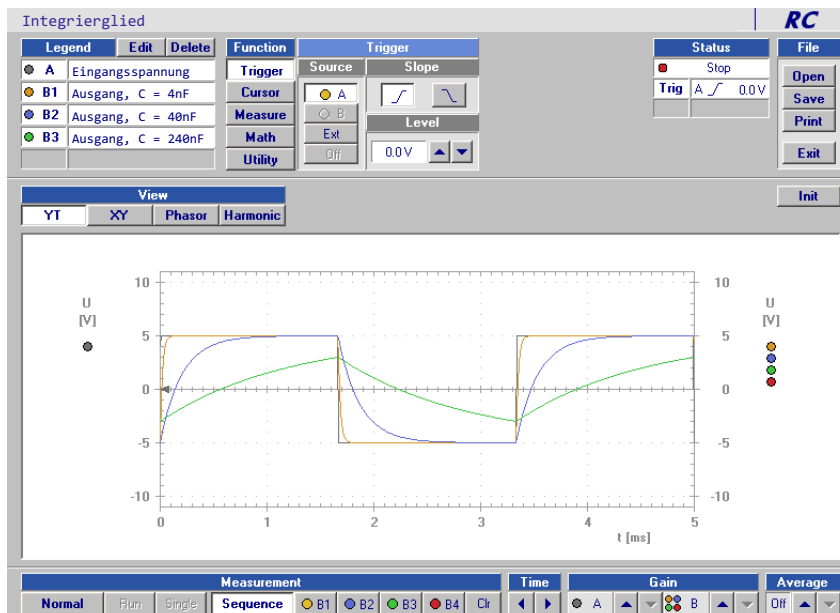 Integrierglied
RC
Legend Edit Delete
A Eingangsspannung
B1 Ausgang, C = 4nF
B2 Ausgang, C = 40nF
B3 Ausgang, C = 240nF
Function
Trigger
Cursor
Measure
Math
Utility
Trigger
Source
A
B
Ext
Off
Slope
Level
0.0 V
Status
Stop
Trig A 0.0 V
File
Open
Save
Print
Exit
Init
View
YT XY Phasor Harmonic
U
[V]
10
5
0
-5
-10
U
[V]
10
5
0
-5
-10
0 1 2 3 4 5
t [ms]
Measurement
Normal Run Single Sequence B1 B2 B3 B4 Clr
Time
Gain
A B
Average
Off